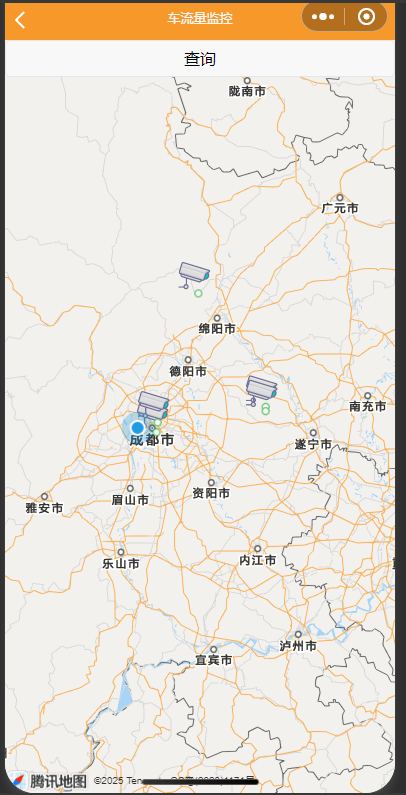 车流量监控
查询
陇南市
广元市
绵阳市
德阳市
南充市
成都市
遂宁市
资阳市
眉山市
雅安市
内江市
乐山市
泸州市
宜宾市
腾讯地图 ©2025 Ten